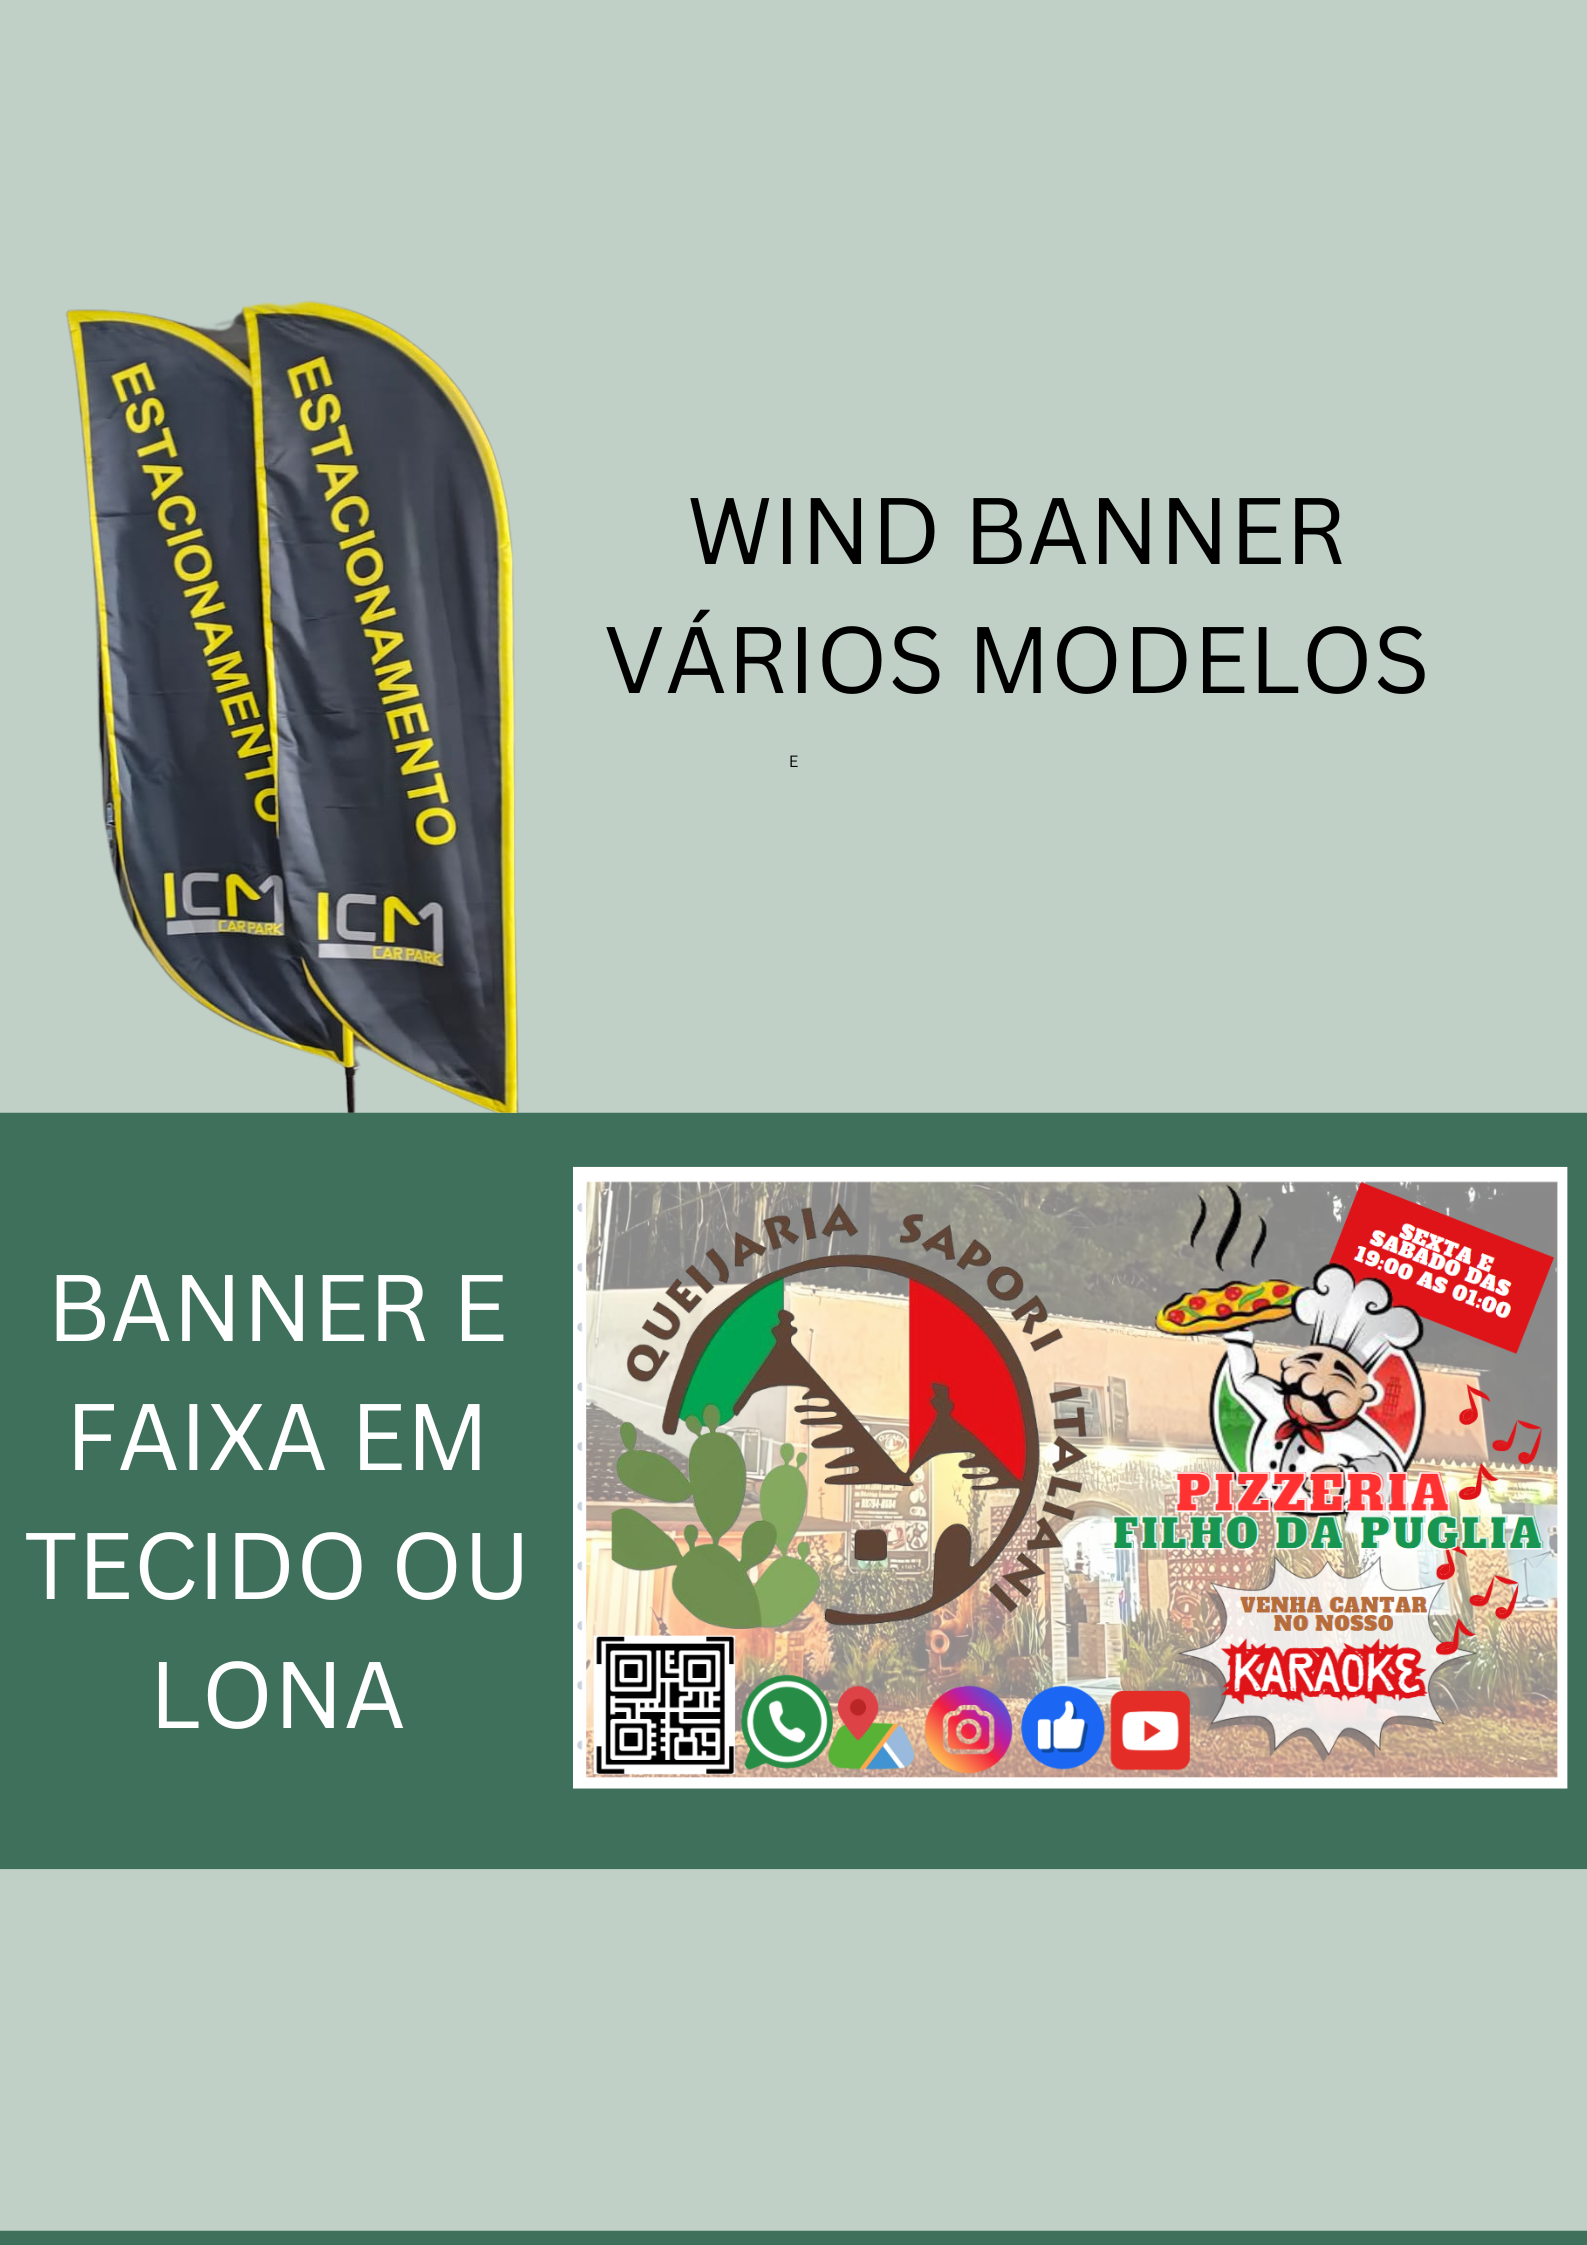 ESTACIONAMENTO
ICM
CAR PARK
ESTACIONAMENTO
ICM
CAR PARK
WIND BANNER
VÁRIOS MODELOS
E
BANNER E
FAIXA EM
TECIDO OU
LONA
QUEIJARIA SAPORI ITALIANI
SEXTA E
SABADO DAS
19:00 AS 01:00
PIZZERIA
FILHO DA PUGLIA
VENHA CANTAR
NO NOSSO
KARAOKE